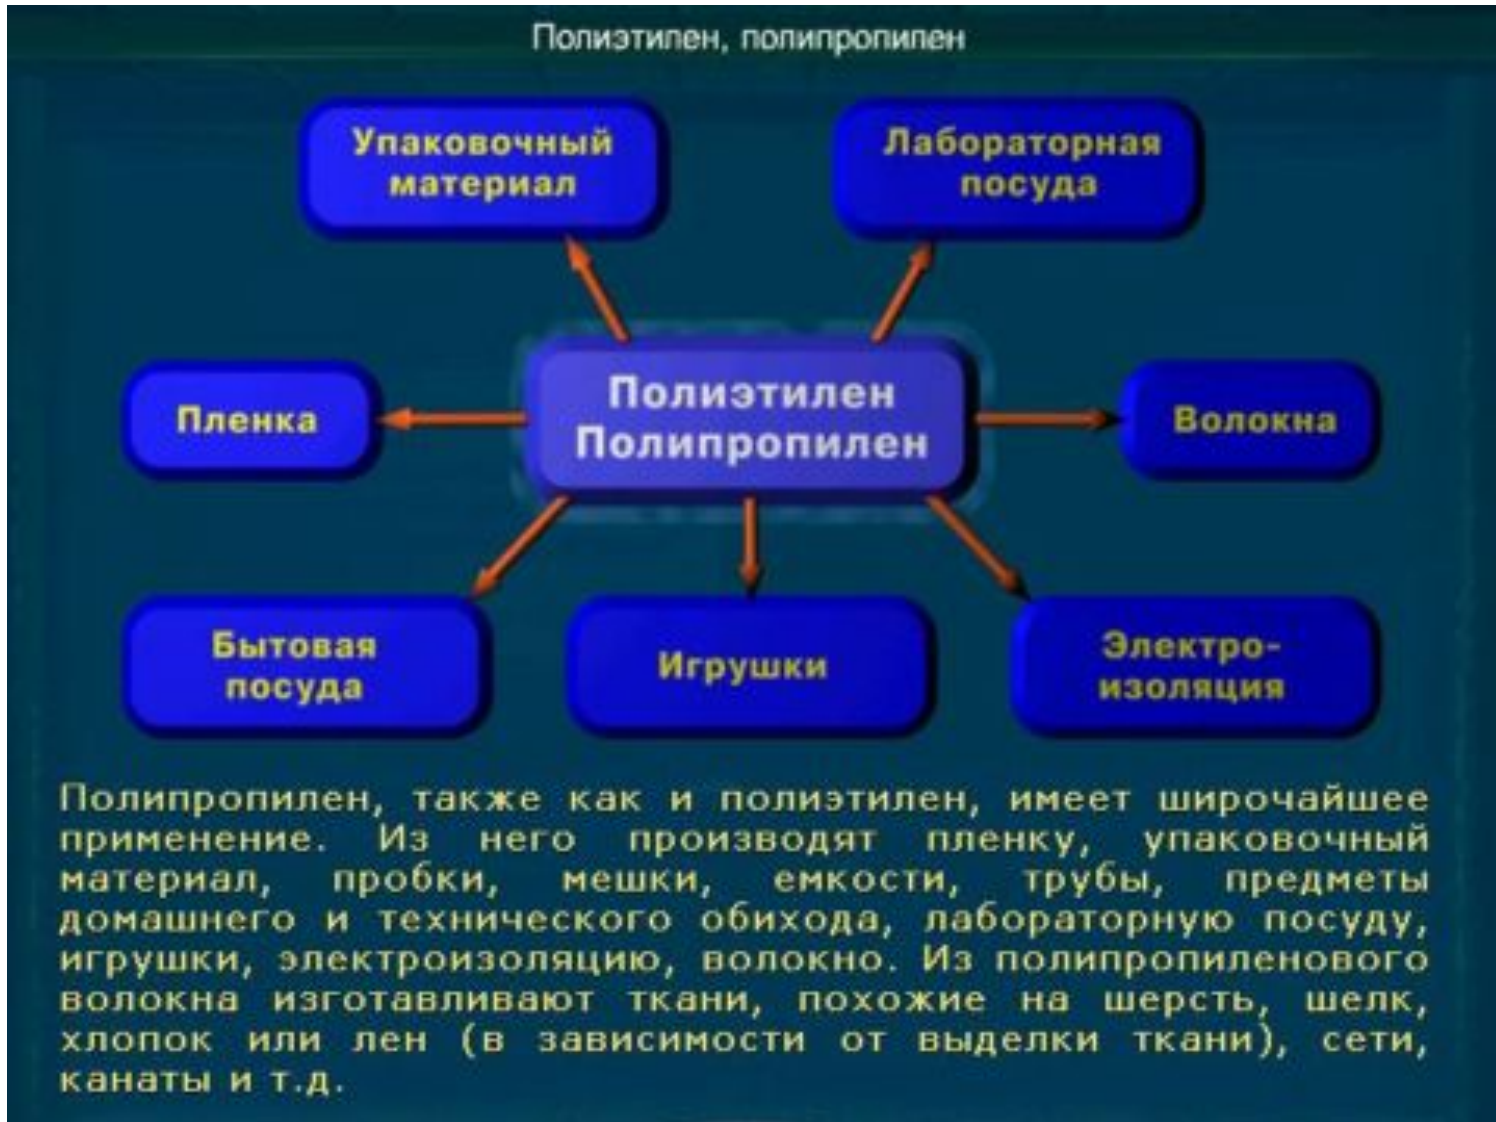 Полиэтилен, полипропилен
Упаковочный
материал
Лабораторная
посуда
Пленка
Полиэтилен
Полипропилен
Волокна
Бытовая
посуда
Игрушки
Электро-
изоляция
Полипропилен, также как и полиэтилен, имеет широчайшее
применение. Из него производят пленку, упаковочный
материал, пробки, мешки, емкости, трубы, предметы
домашнего и технического обихода, лабораторную посуду,
игрушки, электроизоляцию, волокно. Из полипропиленового
волокна изготавливают ткани, похожие на шерсть, шелк,
хлопок или лен (в зависимости от выделки ткани), сети,
канаты и т.д.